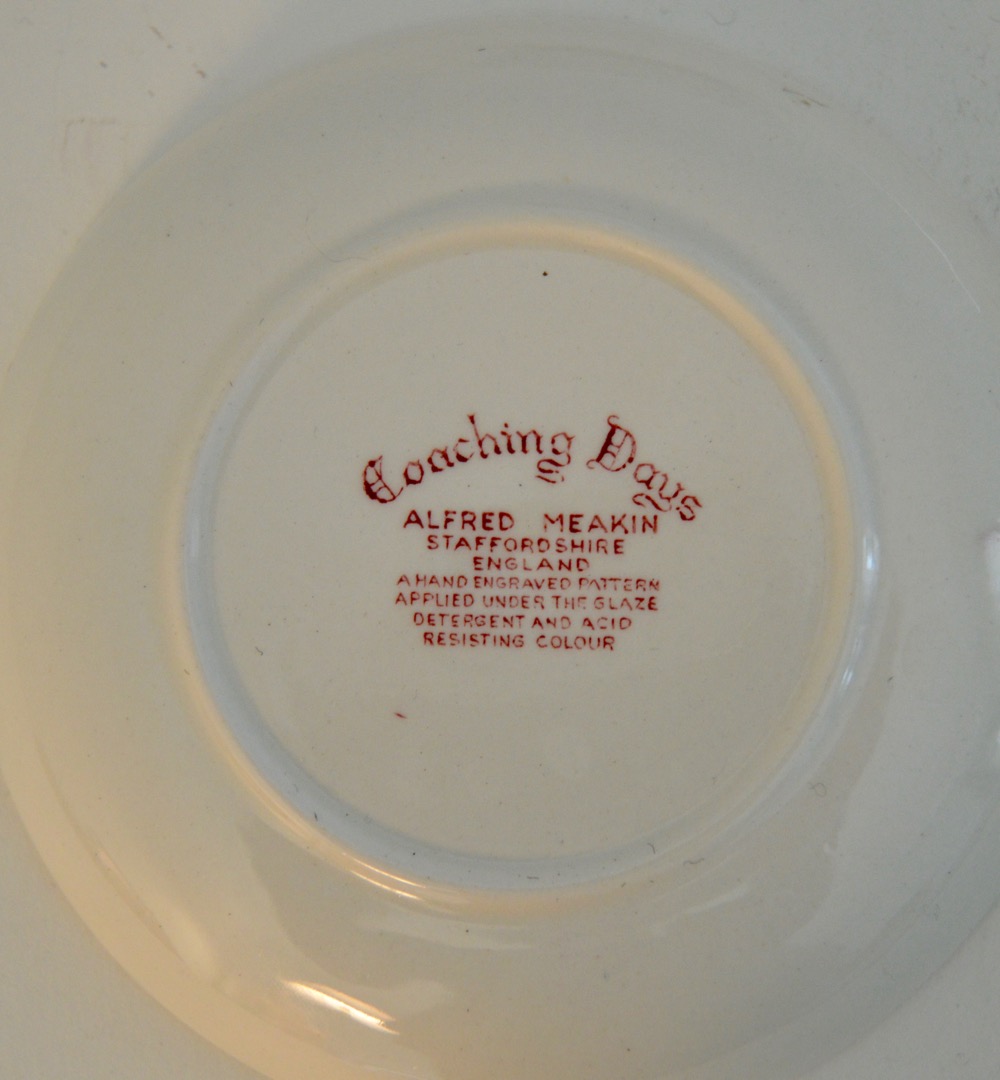 Coaching Days
ALFRED MEAKIN
STAFFORDSHIRE
ENGLAND
A HAND ENGRAVED PATTERN
APPLIED UNDER THE GLAZE
DETERGENT AND ACID
RESISTING COLOUR